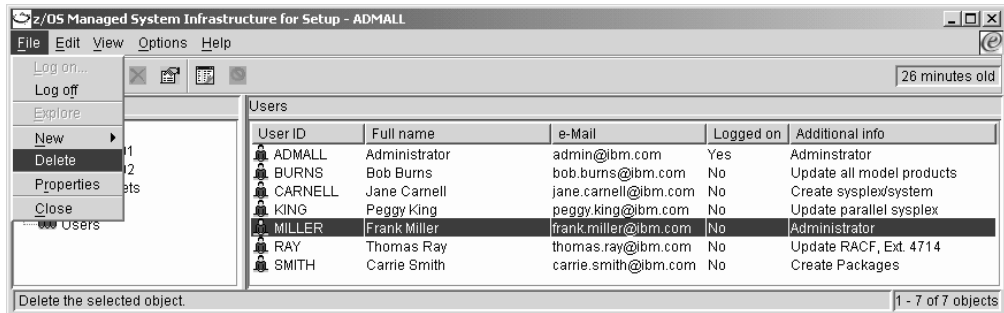 z/OS Managed System Infrastructure for Setup - ADMALL
File Edit View Options Help
Log on...
Log off
Explore
New
Delete
Properties
Close
26 minutes old
Users
Users
User ID Full name e-Mail Logged on Additional info
ADMALL Administrator admin@ibm.com Yes Adminstrator
BURNS Bob Burns bob.burns@ibm.com No Update all model products
CARNELL Jane Carnell jane.carnell@ibm.com No Create sysplex/system
KING Peggy King peggy.king@ibm.com No Update parallel sysplex
MILLER Frank Miller frank.miller@ibm.com No Administrator
RAY Thomas Ray thomas.ray@ibm.com No Update RACF, Ext. 4714
SMITH Carrie Smith carrie.smith@ibm.com No Create Packages
Delete the selected object.
1 - 7 of 7 objects